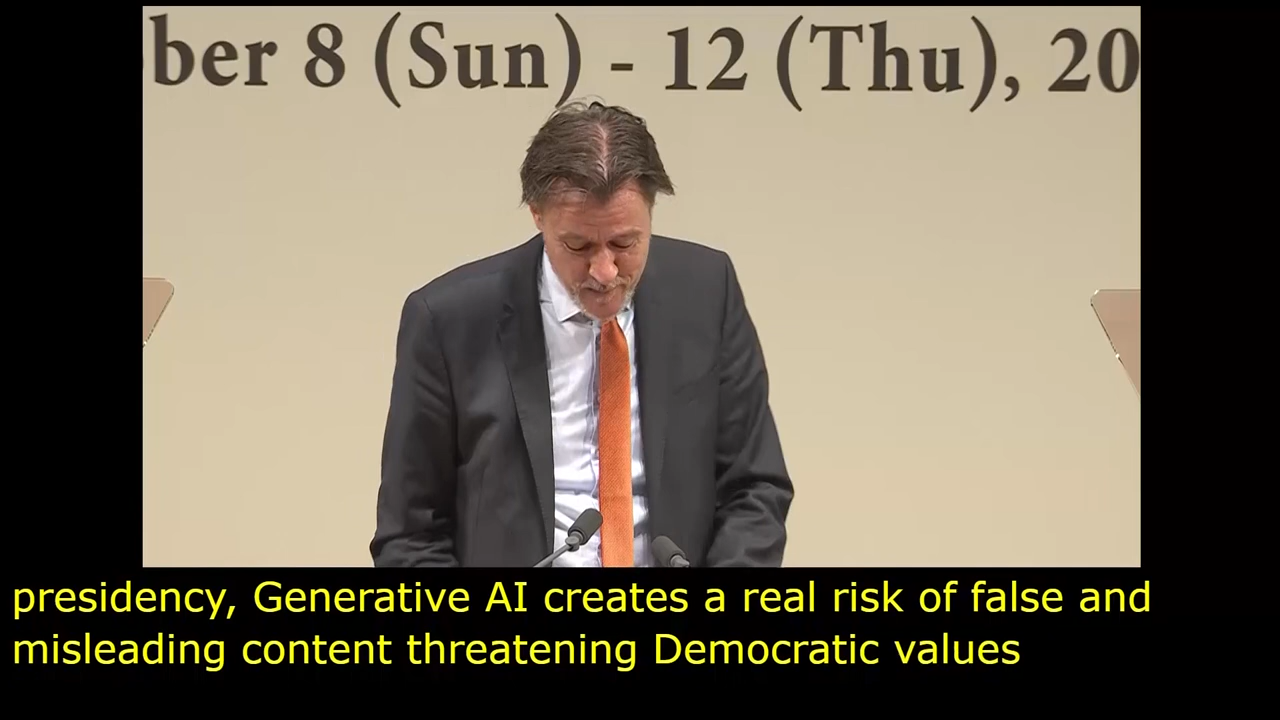 ber 8 (Sun) - 12 (Thu), 20
presidency, Generative AI creates a real risk of false and
misleading content threatening Democratic values